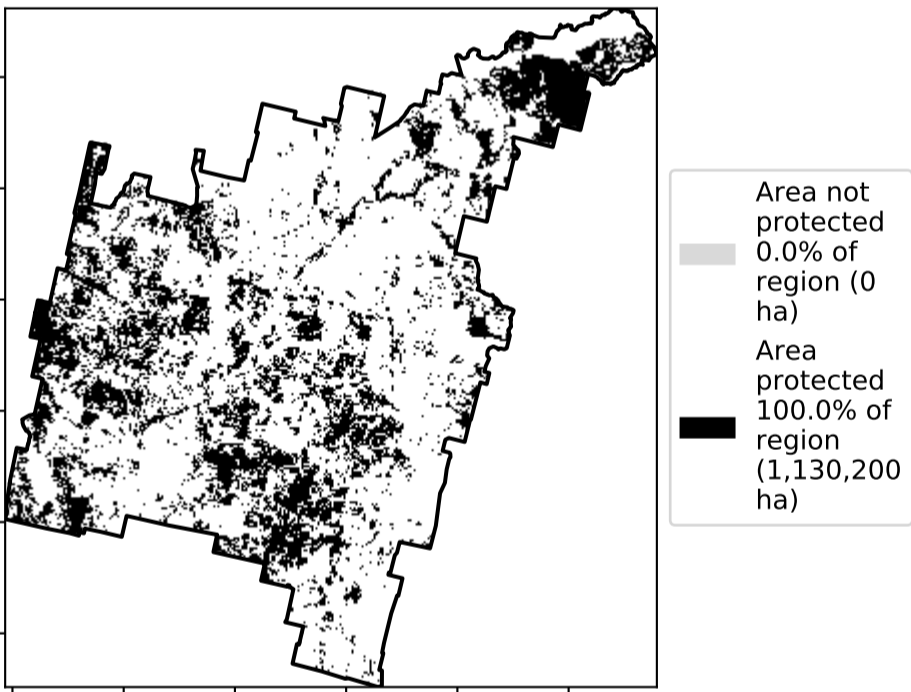 Area not
protected
0.0% of
region (0
ha)
Area
protected
100.0% of
region
(1,130,200
ha)